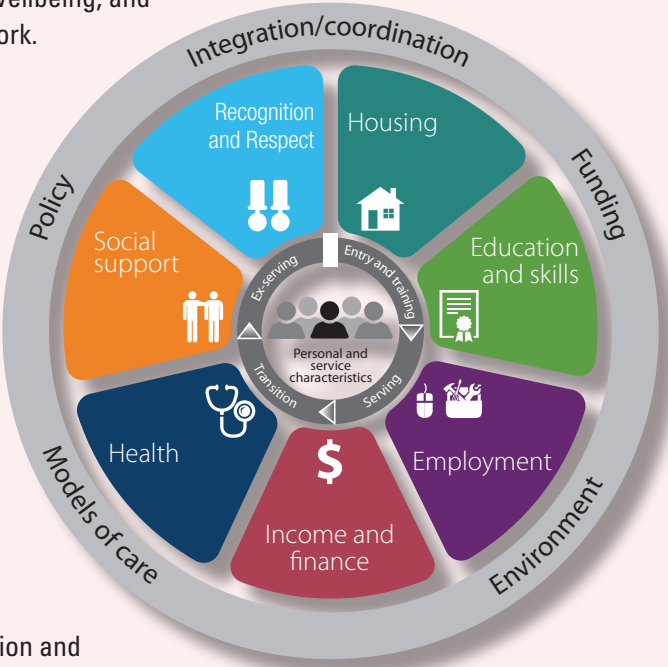 wellbeing, and
ork.
Integration/coordination
Funding
Environment
Models of care
Policy
Recognition
and Respect
Housing
Education
and skills
Employment
$
Income and
finance
Health
Social
support
Entry and training
Serving
Transition
Ex-serving
Personal and
service
characteristics
ion and